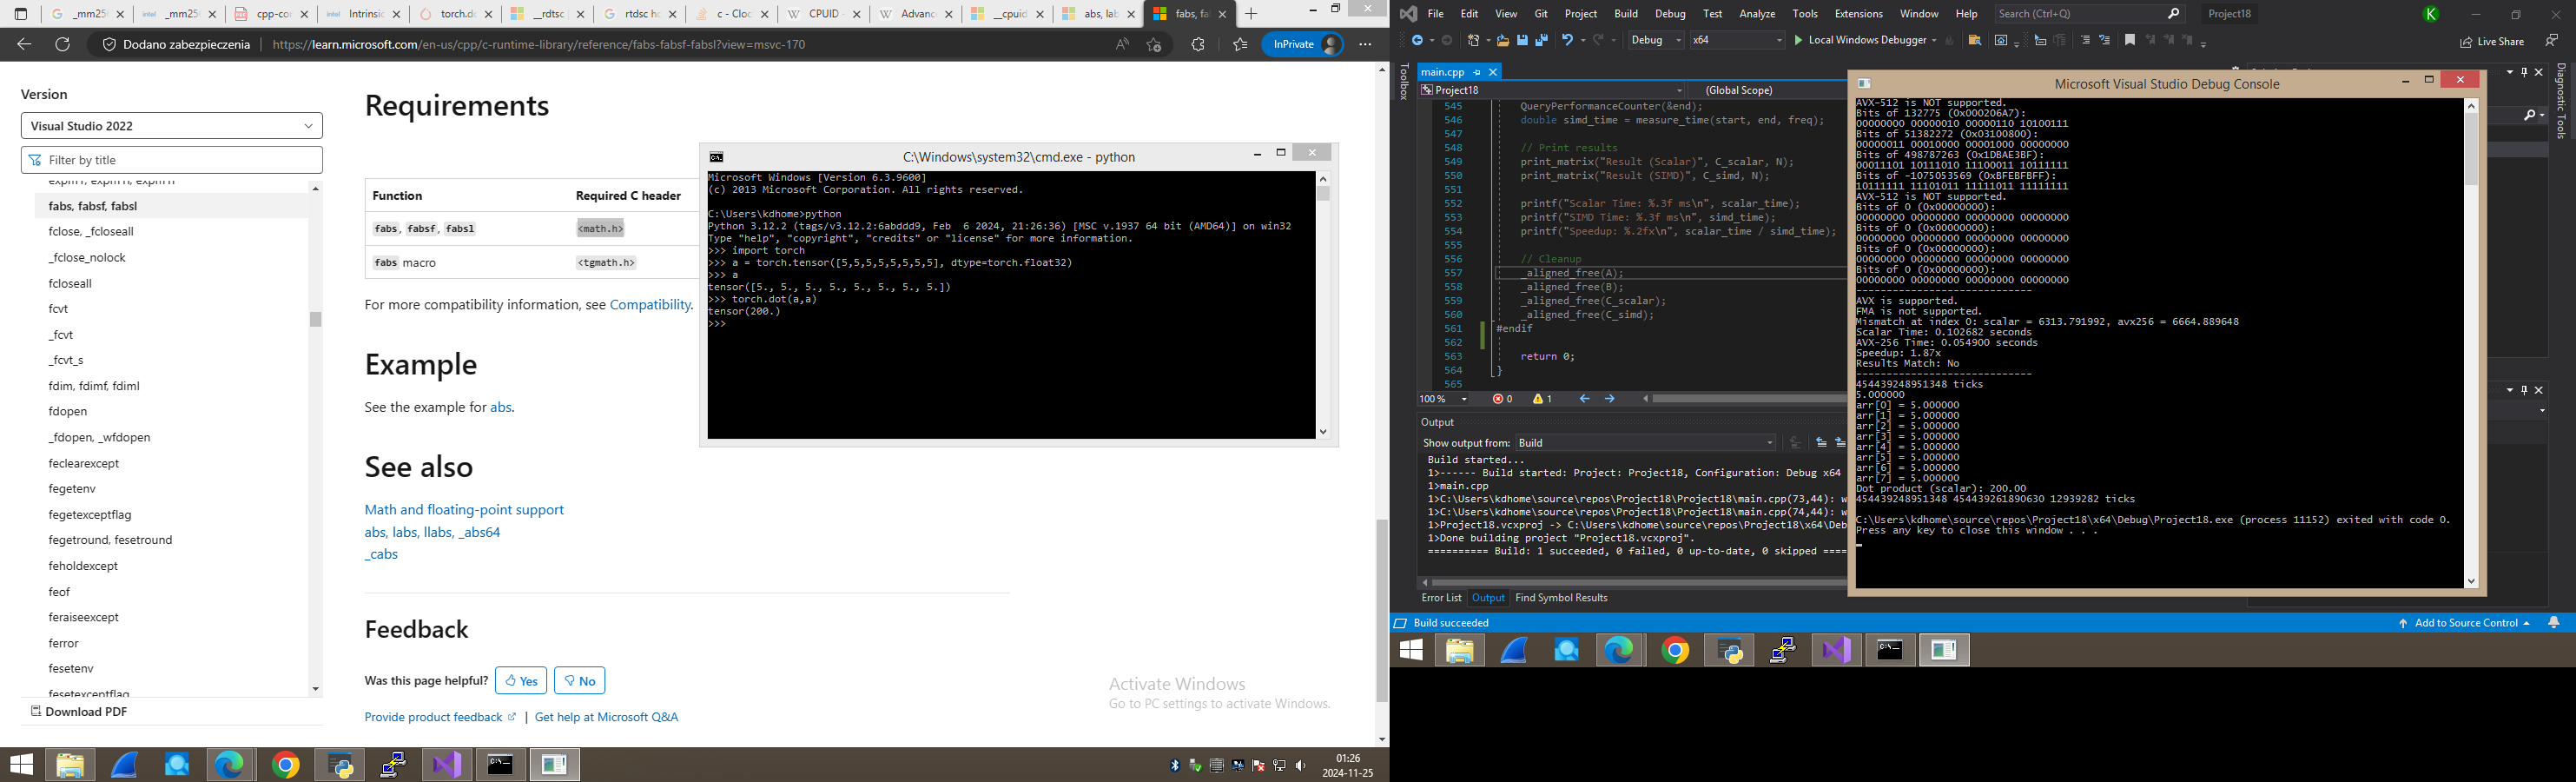 _mm25(
_mm25(
cpp-cor
_mm25(
Intrinsic
torch.d
__rdtsc
rtdsc hc
c - Cloc
CPUID -
Advanc
__cpuid
abs, lab
fabs, fa
Dodano zabezpieczenia
https://learn.microsoft.com/en-us/cpp/c-runtime-library/reference/fabs-fabsf-fabsl?view=msvc-170
InPrivate
Version
Visual Studio 2022
Filter by title
fabs, fabsf, fabsl
fclose, _fcloseall
_fclose_nolock
fcloseall
fcvt
_fcvt
_fcvt_s
fdim, fdimf, fdiml
fdopen
_fdopen, _wfdopen
feclearexcept
fegetenv
fegetexceptflag
fegetround, fesetround
feholdexcept
feof
feraiseexcept
ferror
fesetenv
fesetexceptflag
Download PDF
Requirements
Function Required C header
fabs, fabsf, fabsl <math.h>
fabs macro <tgmath.h>
For more compatibility information, see Compatibility.
Example
See the example for abs.
See also
Math and floating-point support
abs, labs, llabs, _abs64
_cabs
Feedback
Was this page helpful? Yes No
Provide product feedback | Get help at Microsoft Q&A
Activate Windows
Go to PC settings to activate Windows.
C:\Windows\system32\cmd.exe - python
Microsoft Windows [Version 6.3.9600]
(c) 2013 Microsoft Corporation. All rights reserved.
C:\Users\kdhome>python
Python 3.12.2 (tags/v3.12.2:6abddd9, Feb  6 2024, 21:26:36) [MSC v.1937 64 bit (AMD64)] on win32
Type "help", "copyright", "credits" or "license" for more information.
>>> import torch
>>> a = torch.tensor([5,5,5,5,5,5,5,5], dtype=torch.float32)
>>> a
tensor([5., 5., 5., 5., 5., 5., 5., 5.])
>>> torch.dot(a,a)
tensor(200.)
>>>
01:26
2024-11-25
File Edit View Git Project Build Debug Test Analyze Tools Extensions Window Help Search (Ctrl+Q) Project18 K
Debug x64 Local Windows Debugger Live Share
Toolbox
Diagnostic Tools
main.cpp
Project18 (Global Scope)
545 QueryPerformanceCounter(&end);
546 double simd_time = measure_time(start, end, freq);
547
548 // Print results
549 print_matrix("Result (Scalar)", C_scalar, N);
550 print_matrix("Result (SIMD)", C_simd, N);
551
552 printf("Scalar Time: %.3f ms\n", scalar_time);
553 printf("SIMD Time: %.3f ms\n", simd_time);
554 printf("Speedup: %.2fx\n", scalar_time / simd_time);
555
556 // Cleanup
557 _aligned_free(A);
558 _aligned_free(B);
559 _aligned_free(C_scalar);
560 _aligned_free(C_simd);
561 #endif
562
563 return 0;
564 }
565
100 % 0 1
Output
Show output from: Build
Build started...
1>------ Build started: Project: Project18, Configuration: Debug x64
1>main.cpp
1>C:\Users\kdhome\source\repos\Project18\Project18\main.cpp(73,44): w
1>C:\Users\kdhome\source\repos\Project18\Project18\main.cpp(74,44): w
1>Project18.vcxproj -> C:\Users\kdhome\source\repos\Project18\x64\Deb
1>Done building project "Project18.vcxproj".
========== Build: 1 succeeded, 0 failed, 0 up-to-date, 0 skipped ====
Error List Output Find Symbol Results
Build succeeded
Add to Source Control
Microsoft Visual Studio Debug Console
AVX-512 is NOT supported.
Bits of 132775 (0x000206A7):
00000000 00000010 00000110 10100111
Bits of 51382272 (0x03100800):
00000011 00010000 00001000 00000000
Bits of 498787263 (0x1DBAE3BF):
00011101 10111010 11100011 10111111
Bits of -1075053569 (0xBFEBFBFF):
10111111 11101011 11111011 11111111
AVX-512 is NOT supported.
Bits of 0 (0x00000000):
00000000 00000000 00000000 00000000
Bits of 0 (0x00000000):
00000000 00000000 00000000 00000000
Bits of 0 (0x00000000):
00000000 00000000 00000000 00000000
Bits of 0 (0x00000000):
00000000 00000000 00000000 00000000
-----------------------------
AVX is supported.
FMA is not supported.
Mismatch at index 0: scalar = 6313.791992, avx256 = 6664.889648
Scalar Time: 0.102682 seconds
AVX-256 Time: 0.054900 seconds
Speedup: 1.87x
Results Match: No
-----------------------------
454439248951348 ticks
5.000000
arr[0] = 5.000000
arr[1] = 5.000000
arr[2] = 5.000000
arr[3] = 5.000000
arr[4] = 5.000000
arr[5] = 5.000000
arr[6] = 5.000000
arr[7] = 5.000000
Dot product (scalar): 200.00
454439248951348 454439261890630 12939282 ticks
C:\Users\kdhome\source\repos\Project18\x64\Debug\Project18.exe (process 11152) exited with code 0.
Press any key to close this window . . .